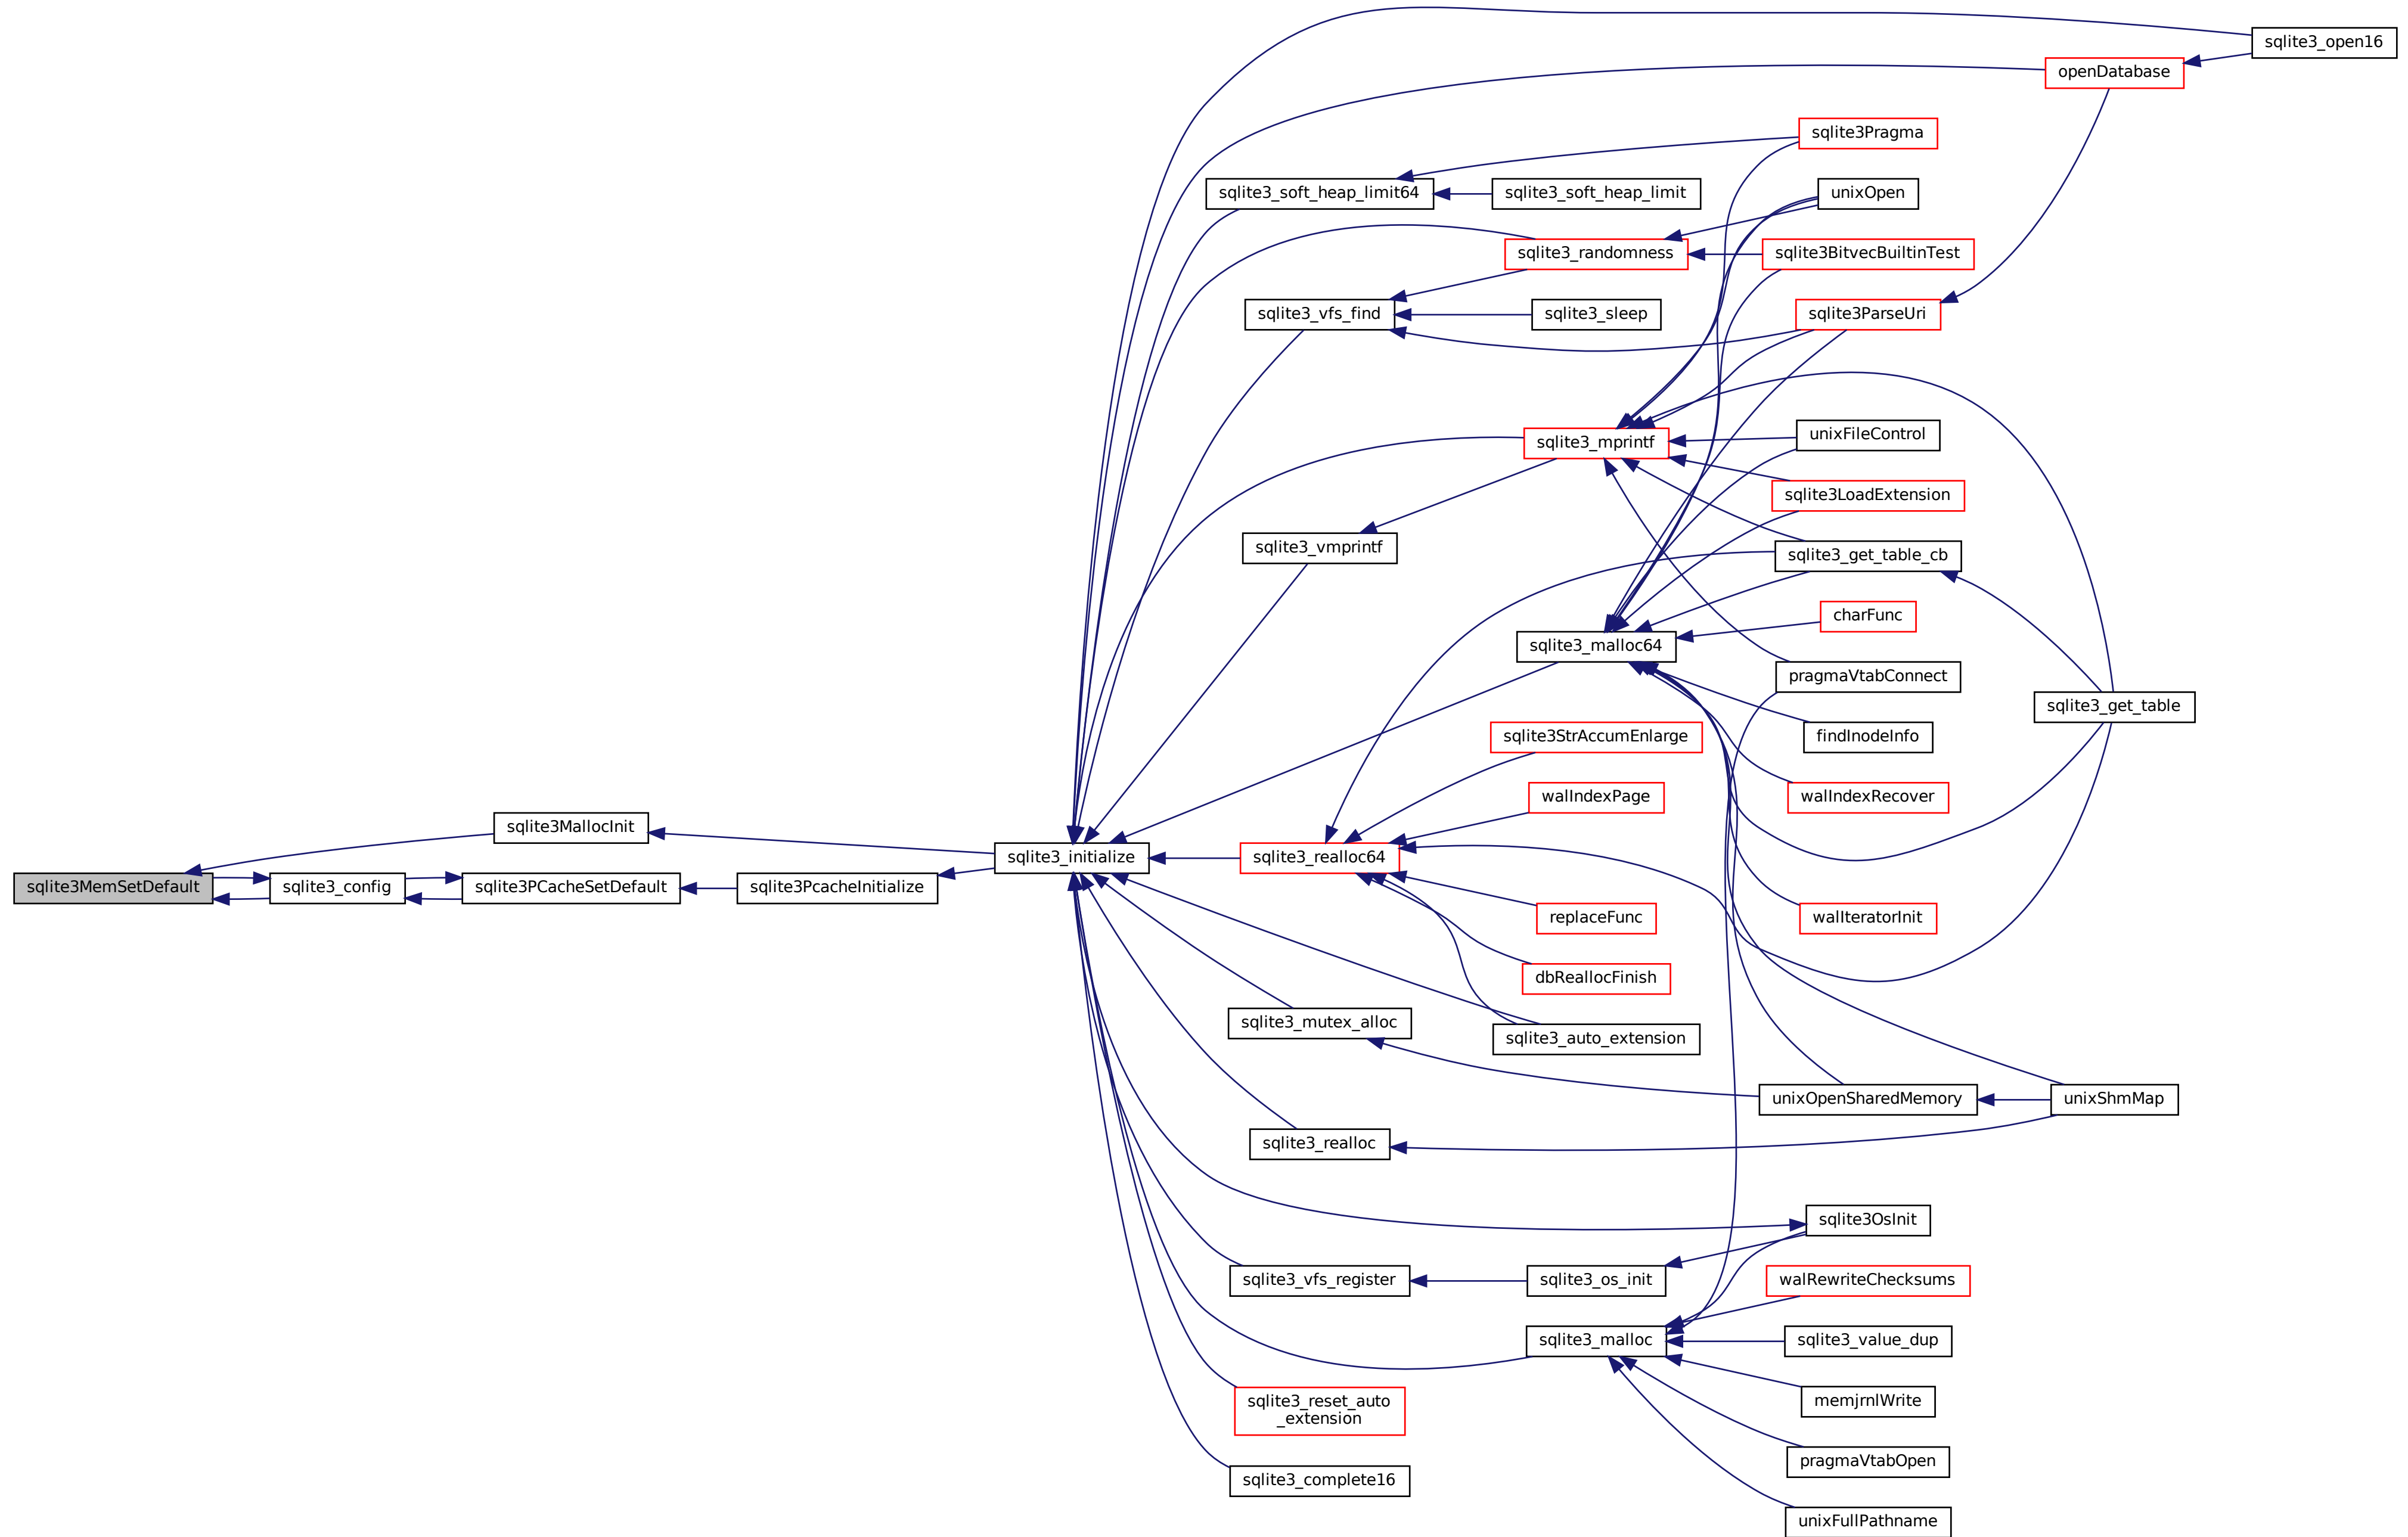 sqlite3_open16
openDatabase
sqlite3Pragma
sqlite3_soft_heap_limit64
sqlite3_soft_heap_limit
unixOpen
sqlite3_randomness
sqlite3BitvecBuiltinTest
sqlite3_vfs_find
sqlite3_sleep
sqlite3ParseUri
sqlite3_mprintf
unixFileControl
sqlite3LoadExtension
sqlite3_vmprintf
sqlite3_get_table_cb
charFunc
sqlite3_malloc64
pragmaVtabConnect
sqlite3_get_table
sqlite3StrAccumEnlarge
findInodeInfo
walIndexPage
walIndexRecover
sqlite3MallocInit
sqlite3_initialize
sqlite3_realloc64
sqlite3MemSetDefault
sqlite3_config
sqlite3PCacheSetDefault
sqlite3PcacheInitialize
replaceFunc
walIteratorInit
dbReallocFinish
sqlite3_mutex_alloc
sqlite3_auto_extension
unixOpenSharedMemory
unixShmMap
sqlite3_realloc
sqlite3OsInit
sqlite3_vfs_register
sqlite3_os_init
walRewriteChecksums
sqlite3_malloc
sqlite3_value_dup
sqlite3_reset_auto
_extension
memjrnlWrite
pragmaVtabOpen
sqlite3_complete16
unixFullPathname